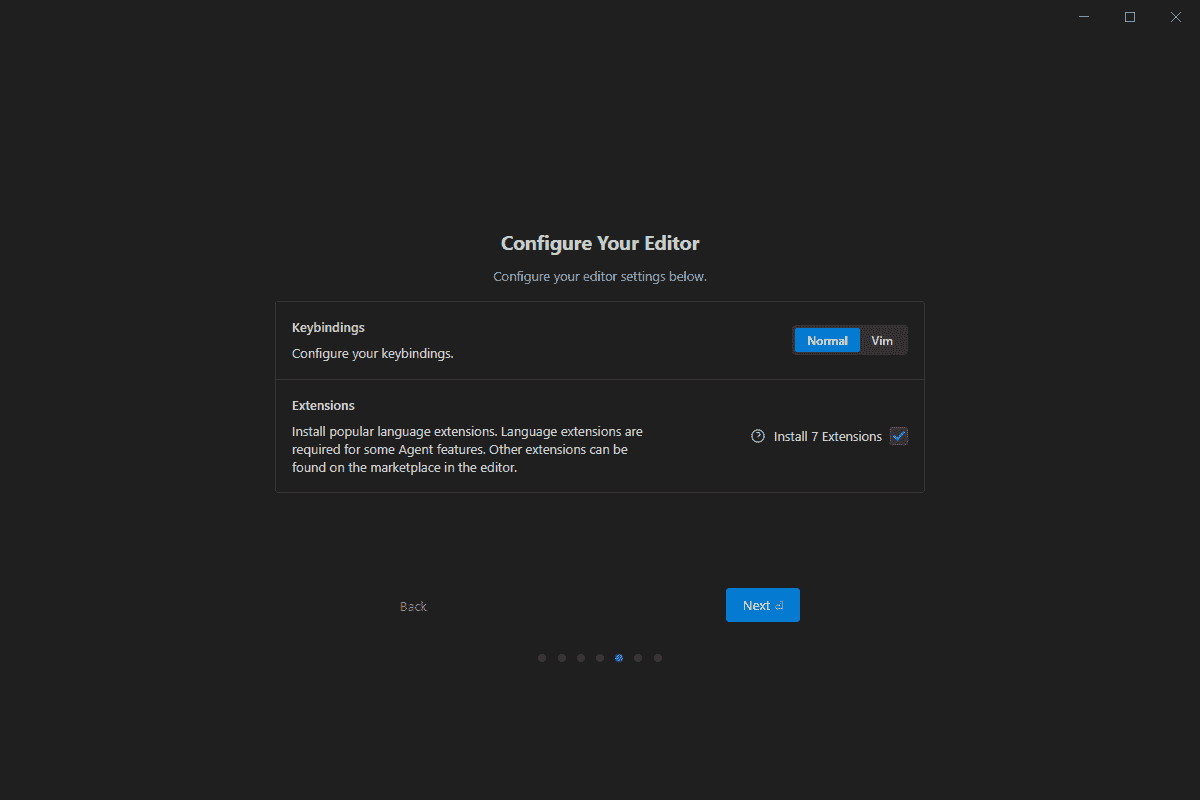 Configure Your Editor
Configure your editor settings below.
Keybindings
Configure your keybindings.
Normal Vim
Extensions
Install popular language extensions. Language extensions are
required for some Agent features. Other extensions can be
found on the marketplace in the editor.
Install 7 Extensions
Back
Next ⏎